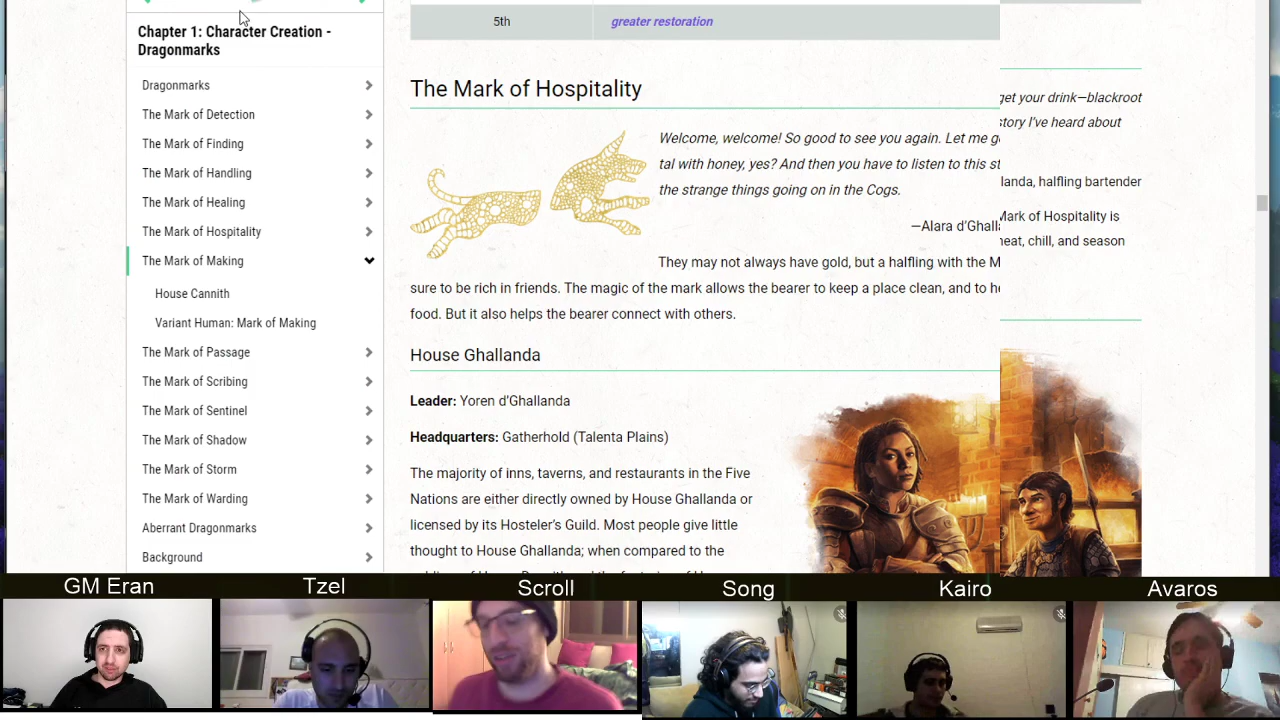 Chapter 1: Character Creation -
Dragonmarks
Dragonmarks
The Mark of Detection
The Mark of Finding
The Mark of Handling
The Mark of Healing
The Mark of Hospitality
The Mark of Making
House Cannith
Variant Human: Mark of Making
The Mark of Passage
The Mark of Scribing
The Mark of Sentinel
The Mark of Shadow
The Mark of Storm
The Mark of Warding
Aberrant Dragonmarks
Background
5th greater restoration
The Mark of Hospitality
Welcome, welcome! So good to see you again. Let me g
tal with honey, yes? And then you have to listen to this st
the strange things going on in the Cogs.
—Alara d'Ghall
They may not always have gold, but a halfling with the M
sure to be rich in friends. The magic of the mark allows the bearer to keep a place clean, and to he
food. But it also helps the bearer connect with others.
House Ghallanda
Leader: Yoren d'Ghallanda
Headquarters: Gatherhold (Talenta Plains)
The majority of inns, taverns, and restaurants in the Five
Nations are either directly owned by House Ghallanda or
licensed by its Hosteler's Guild. Most people give little
thought to House Ghallanda; when compared to the
get your drink—blackroot
story I've heard about
landa, halfling bartender
Mark of Hospitality is
heat, chill, and season
GM Eran
Tzel
Scroll
Song
Kairo
Avaros